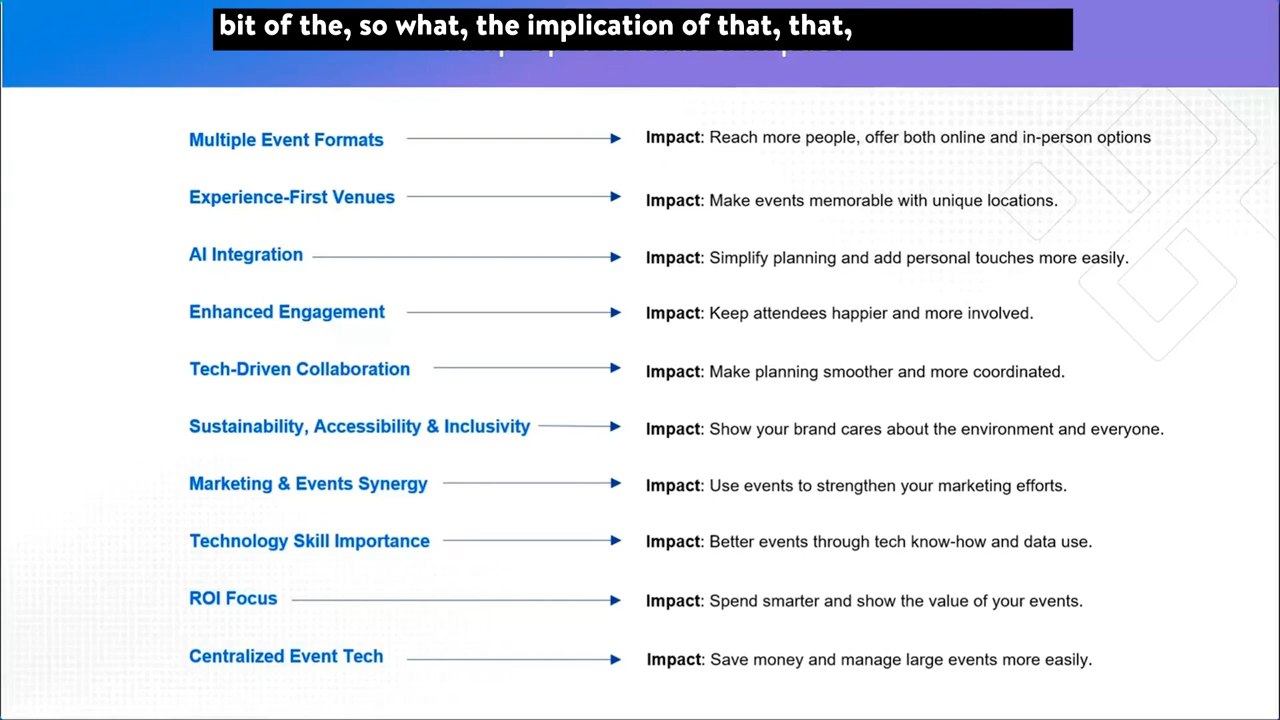 bit of the, so what, the implication of that, that,
Multiple Event Formats
Impact: Reach more people, offer both online and in-person options
Experience-First Venues
Impact: Make events memorable with unique locations.
AI Integration
Impact: Simplify planning and add personal touches more easily.
Enhanced Engagement
Impact: Keep attendees happier and more involved.
Tech-Driven Collaboration
Impact: Make planning smoother and more coordinated.
Sustainability, Accessibility & Inclusivity
Impact: Show your brand cares about the environment and everyone.
Marketing & Events Synergy
Impact: Use events to strengthen your marketing efforts.
Technology Skill Importance
Impact: Better events through tech know-how and data use.
ROI Focus
Impact: Spend smarter and show the value of your events.
Centralized Event Tech
Impact: Save money and manage large events more easily.